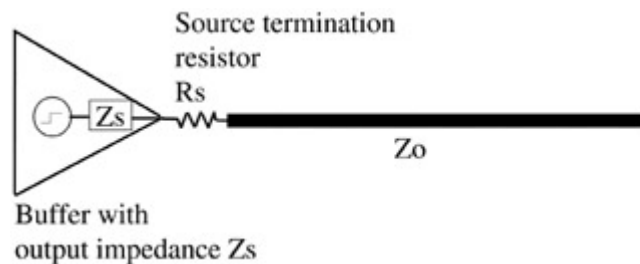 Source termination
resistor
Rs
Zs
Zo
Buffer with
output impedance Zs